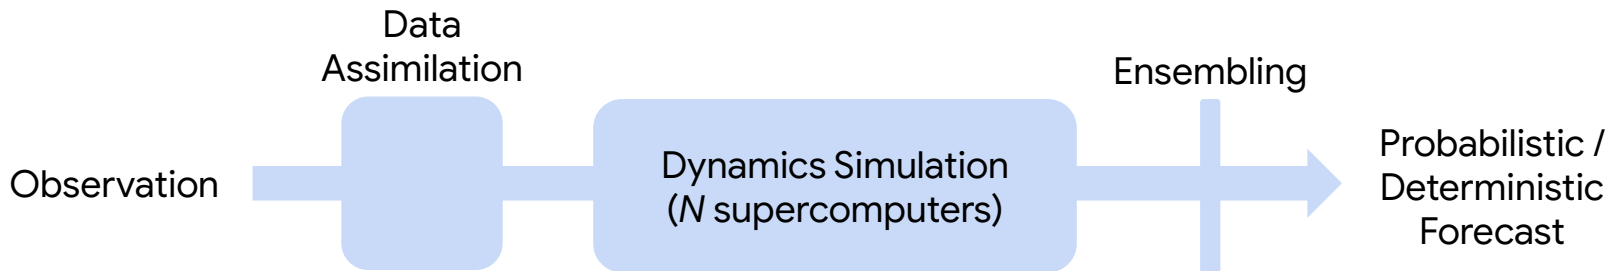 Data
Assimilation
Ensembling
Observation
Dynamics Simulation
(N supercomputers)
Probabilistic /
Deterministic
Forecast